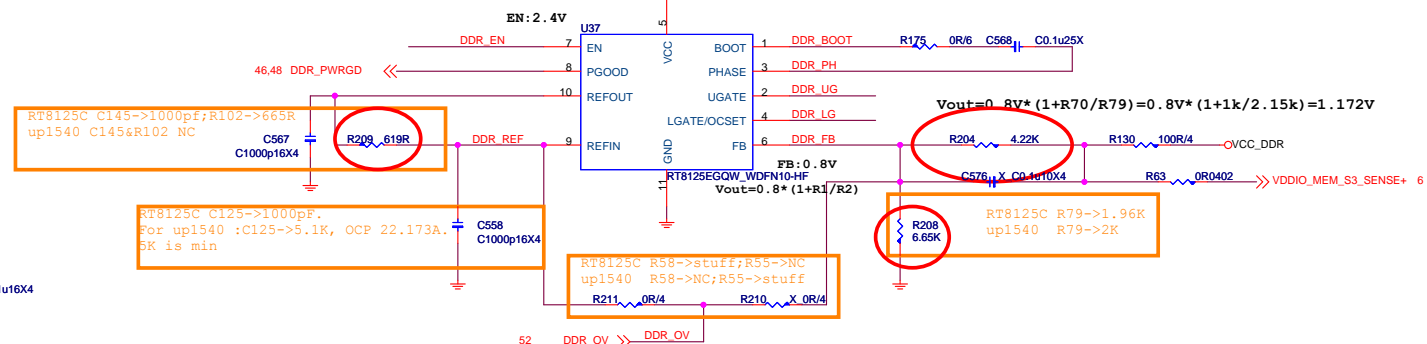 EN:2.4V
U37
5
VCC
DDR_EN
7
EN
BOOT
1
DDR_BOOT
R175
0R/6
C568
C0.1u25X
46,48 DDR_PWRGD
8
PGOOD
PHASE
3
DDR_PH
10
REFOUT
UGATE
2
DDR_UG
Vout=0.8V*(1+R70/R79)=0.8V*(1+1k/2.15k)=1.172V
RT8125C C145->1000pf;R102->665R
up1540 C145&R102 NC
LGATE/OCSET
4
DDR_LG
C567
C1000p16X4
R209
619R
DDR_REF
9
REFIN
GND
FB
6
DDR_FB
R204
4.22K
R130
100R/4
VCC_DDR
FB:0.8V
RT8125EGQW_WDFN10-HF
11
Vout=0.8*(1+R1/R2)
C576
X_C0.1u10X4
R63
0R0402
VDDIO_MEM_S3_SENSE+ 6
RT8125C C125->1000pF.
For up1540 :C125->5.1K, OCP 22.173A.
5K is min
C558
C1000p16X4
R208
6.65K
RT8125C R79->1.96K
up1540 R79->2K
RT8125C R58->stuff;R55->NC
up1540 R58->NC;R55->stuff
1u16X4
R211
0R/4
R210
X_0R/4
52 DDR_OV
DDR_OV